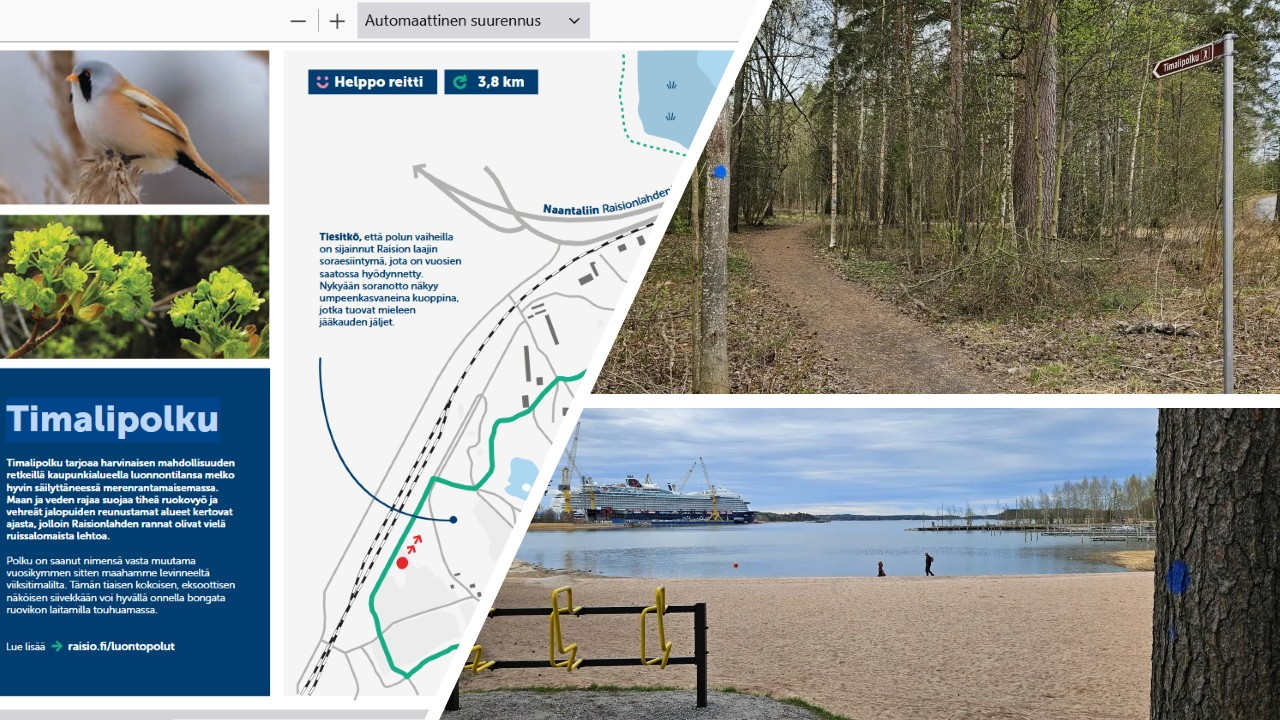 Automaattinen suurennus
Helppo reitti
3,8 km
Naantaliin Raisionlahden
Tiesitkö, että polun vaiheilla
on sijainnut Raision laajin
soraesiintymä, jota on vuosien
saatossa hyödynnetty.
Nykyään soranotto näkyy
umpeenkasvaneina kuoppina,
jotka tuovat mieleen
jääkauden jäljet.
Timalipolku
Timalipolku tarjoaa harvinaisen mahdollisuuden
retkeillä kaupunkialueella luonnontilansa melko
hyvin säilyttäneessä merenrantamaisemassa.
Maan ja veden rajaa suojaa tiheä ruokovyö ja
vehreät jalopuiden reunustamat alueet kertovat
ajasta, jolloin Raisionlahden rannat olivat vielä
ruissalomaista lehtoa.
Polku on saanut nimensä vasta muutama
vuosikymmen sitten maahamme levinneeltä
viiksitimalilta. Tämän tiaisen kokoisen, eksoottisen
näköisen siivekkään voi hyvällä onnella bongata
ruovikon laitamilla touhuamassa.
Lue lisää → raisio.fi/luontopolut
Timalipolku